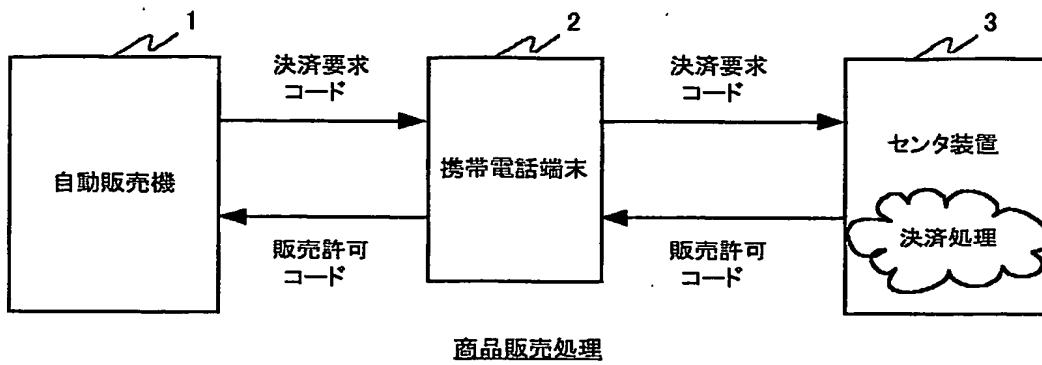 1
2
3
決済要求
コード
決済要求
コード
自動販売機
携帯電話端末
センタ装置
販売許可
コード
販売許可
コード
決済処理
商品販売処理